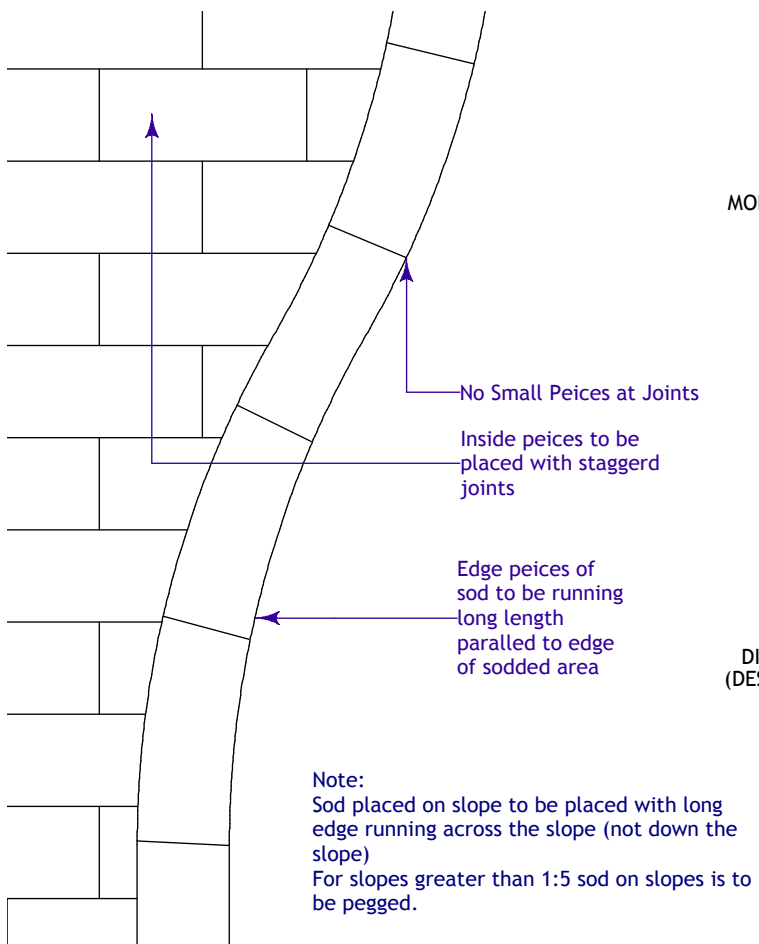 MO
No Small Peices at Joints
Inside peices to be
placed with staggerd
joints
Edge peices of
sod to be running
long length
paralled to edge
of sodded area
DI
(DES
Note:
Sod placed on slope to be placed with long
edge running across the slope (not down the
slope)
For slopes greater than 1:5 sod on slopes is to
be pegged.